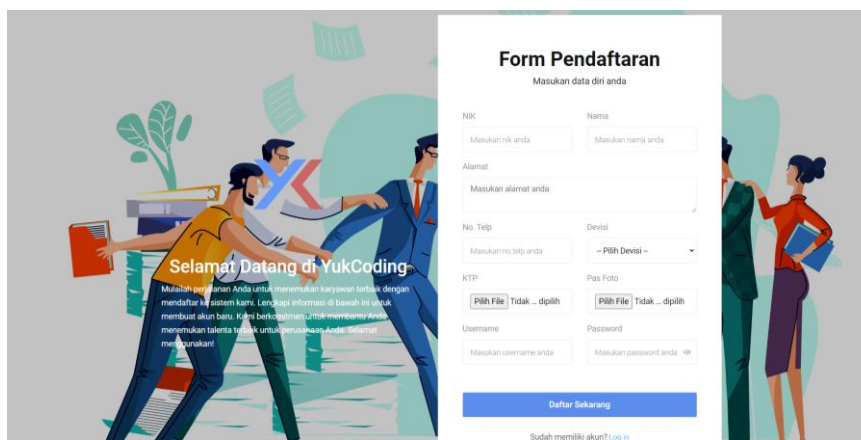 Selamat Datang di YukCoding
Mulailah perjalanan Anda untuk menemukan karyawan terbaik dengan
mendaftar ke sistem kami. Lengkapi informasi di bawah ini untuk
membuat akun baru. Kami berkomitmen untuk membantu Anda
menemukan talenta terbaik untuk perusahaan Anda. Selamat
menggunakan!
Form Pendaftaran
Masukan data diri anda
NIK Nama
Masukan nik anda Masukan nama anda
Alamat
Masukan alamat anda
No. Telp Devisi
Masukan no telp anda -- Pilih Devisi --
KTP Pas Foto
Pilih File Tidak ... dipilih Pilih File Tidak ... dipilih
Username Password
Masukan username anda Masukan password anda
Daftar Sekarang
Sudah memiliki akun? Log in